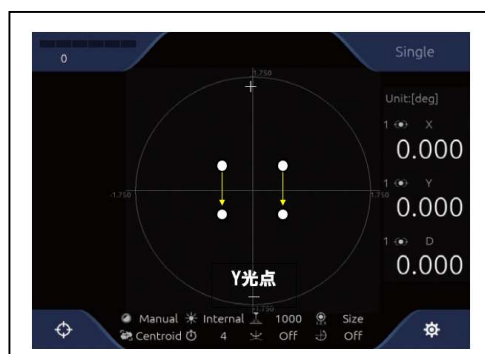 0
Single
1.750
Unit:[deg]
1 X
0.000
-1.750
1.750
1 Y
0.000
1 D
0.000
Y光点
-1.750
Manual Internal 1000 Size
Centroid 4 Off Off